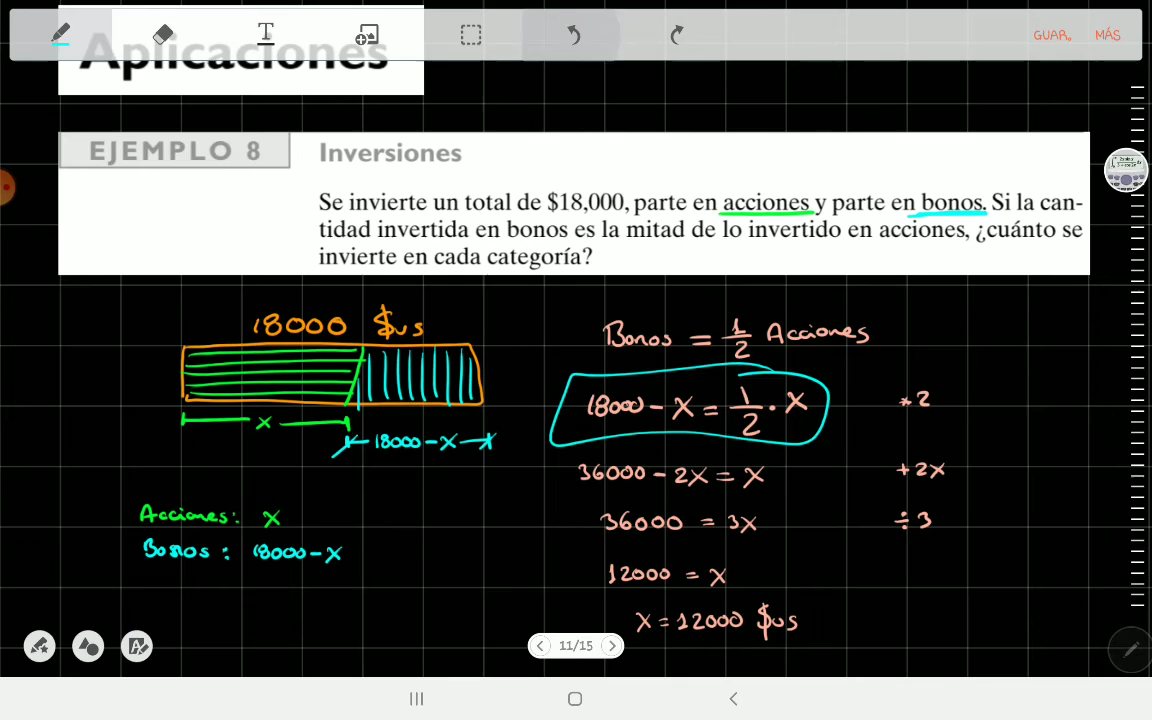 GUAR.
MÁS
Aplicaciones
EJEMPLO 8
Inversiones
Se invierte un total de $18,000, parte en acciones y parte en bonos. Si la can-
tidad invertida en bonos es la mitad de lo invertido en acciones, ¿cuánto se
invierte en cada categoría?
18000 $us
x
18000-x
Acciones: x
Bonos: 18000-x
Bonos = 1/2 Acciones
18000-x = 1/2 · x
*2
36000-2x = x
+2x
36000 = 3x
÷3
12000 = x
x = 12000 $us
11/15